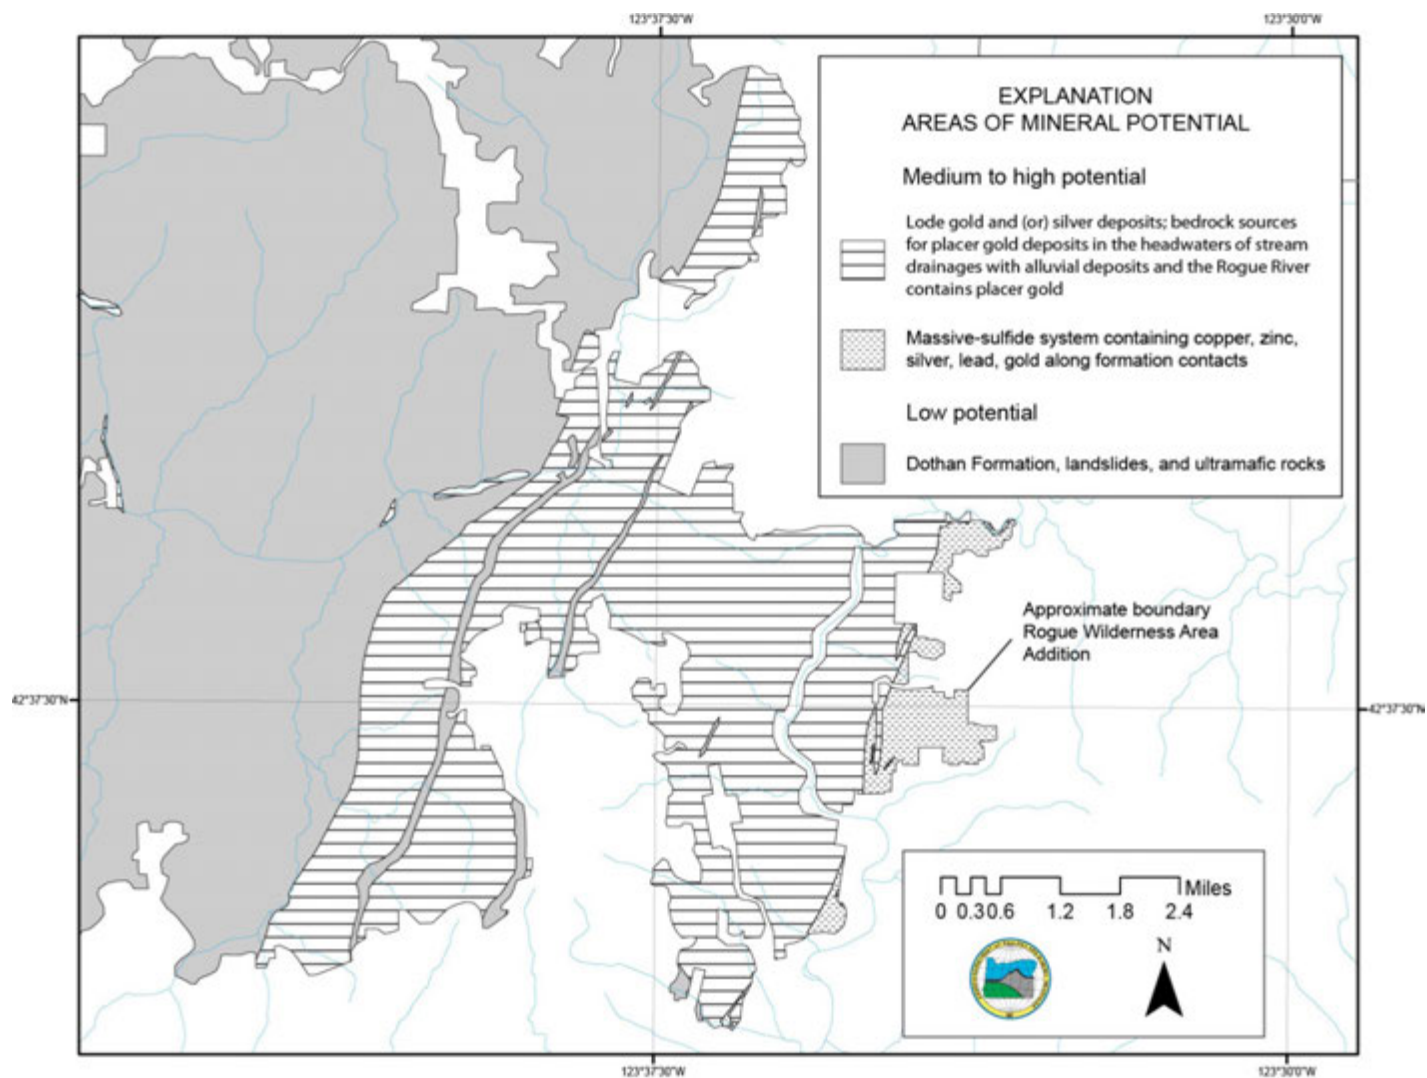 123°37'30"W
123°30'0"W
EXPLANATION
AREAS OF MINERAL POTENTIAL
Medium to high potential
Lode gold and (or) silver deposits; bedrock sources
for placer gold deposits in the headwaters of stream
drainages with alluvial deposits and the Rogue River
contains placer gold
Massive-sulfide system containing copper, zinc,
silver, lead, gold along formation contacts
Low potential
Dothan Formation, landslides, and ultramafic rocks
Approximate boundary
Rogue Wilderness Area
Addition
42°37'30"N
42°37'30"N
Miles
0 0.3 0.6 1.2 1.8 2.4
N
123°37'30"W
123°30'0"W